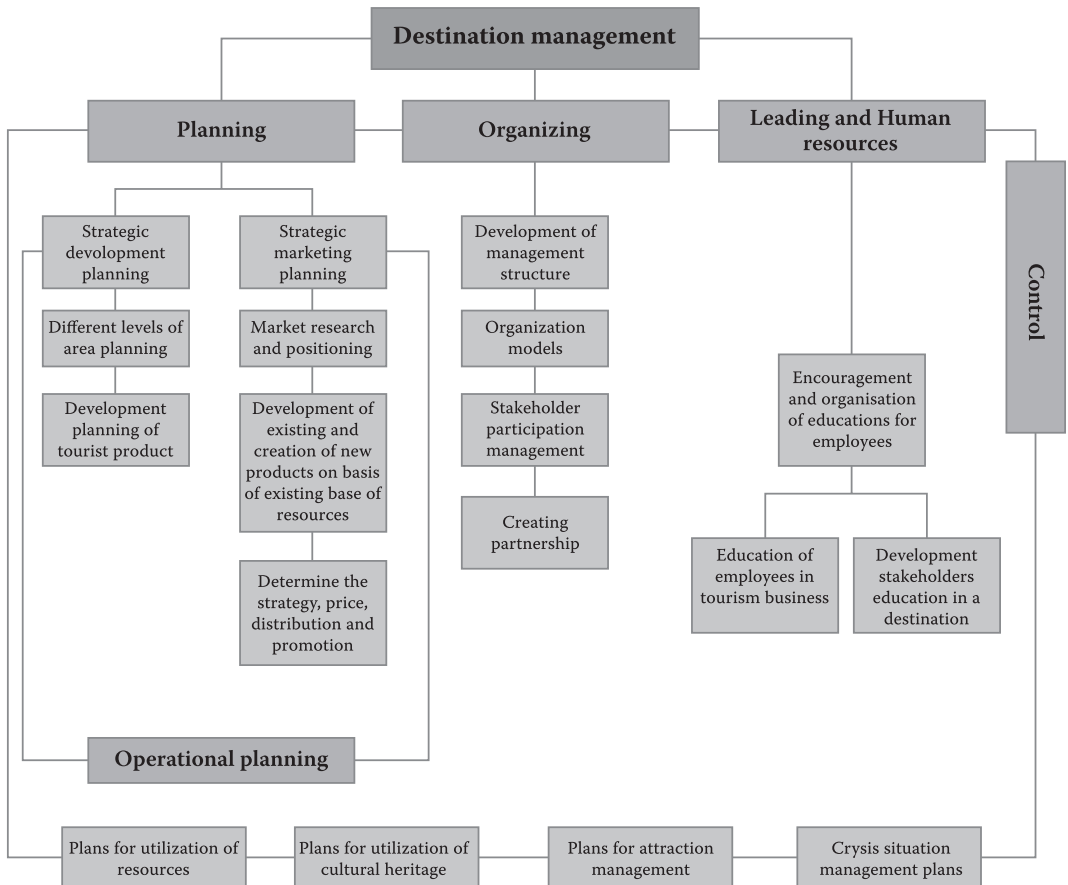 Destination management
Planning
Organizing
Leading and Human
resources
Control
Strategic
devolopment
planning
Different levels of
area planning
Development
planning of
tourist product
Strategic
marketing
planning
Market research
and positioning
Development of
existing and
creation of new
products on basis
of existing base of
resources
Determine the
strategy, price,
distribution and
promotion
Development of
management
structure
Organization
models
Stakeholder
participation
management
Creating
partnership
Encouragement
and organisation
of educations for
employees
Education of
employees in
tourism business
Development
stakeholders
education in a
destination
Operational planning
Plans for utilization of
resources
Plans for utilization of
cultural heritage
Plans for attraction
management
Crysis situation
management plans